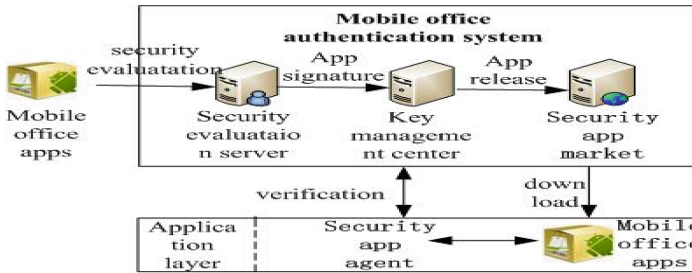 Mobile office
authentication system
security
evaluatation
App
signature
App
release
Mobile
office
apps
Security
evaluataio
n server
Key
manageme
nt center
Security
app
market
verification
down
load
Applica
tion
layer
Security
app
agent
Mobile
office
apps